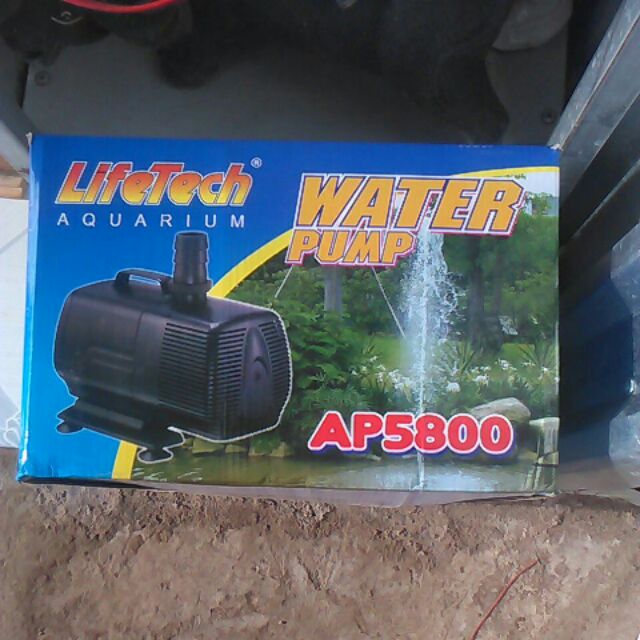 LifeTech®
AQUARIUM
WATER
PUMP
AP5800